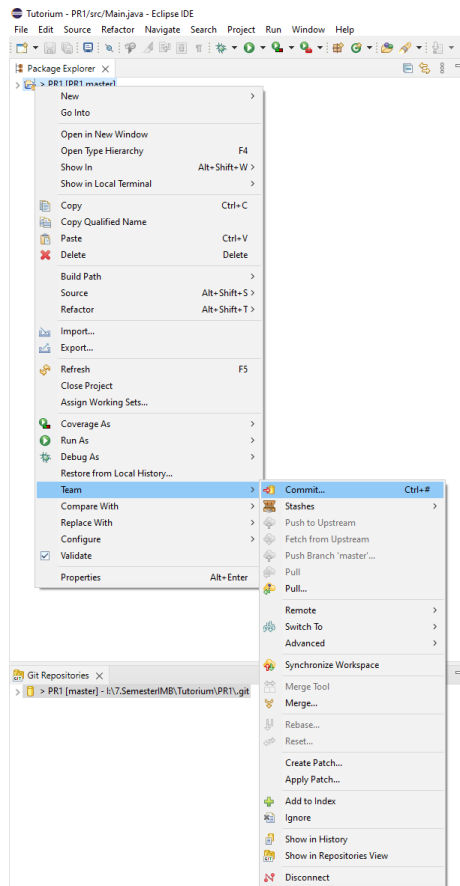 Tutorium - PR1/src/Main.java - Eclipse IDE
File Edit Source Refactor Navigate Search Project Run Window Help
Package Explorer
> PR1 [PR1 master]
New
Go Into
Open in New Window
Open Type Hierarchy F4
Show In Alt+Shift+W >
Show in Local Terminal
Copy Ctrl+C
Copy Qualified Name
Paste Ctrl+V
Delete Delete
Build Path
Source Alt+Shift+S >
Refactor Alt+Shift+T >
Import...
Export...
Refresh F5
Close Project
Assign Working Sets...
Coverage As
Run As
Debug As
Restore from Local History...
Team
Compare With
Replace With
Configure
Validate
Properties Alt+Enter
Commit... Ctrl+#
Stashes
Push to Upstream
Fetch from Upstream
Push Branch 'master'...
Pull
Pull...
Remote
Switch To
Advanced
Synchronize Workspace
Merge Tool
Merge...
Rebase...
Reset...
Create Patch...
Apply Patch...
Add to Index
Ignore
Show in History
Show in Repositories View
Disconnect
Git Repositories
> PR1 [master] - I:\7.SemesterIMB\Tutorium\PR1\.git